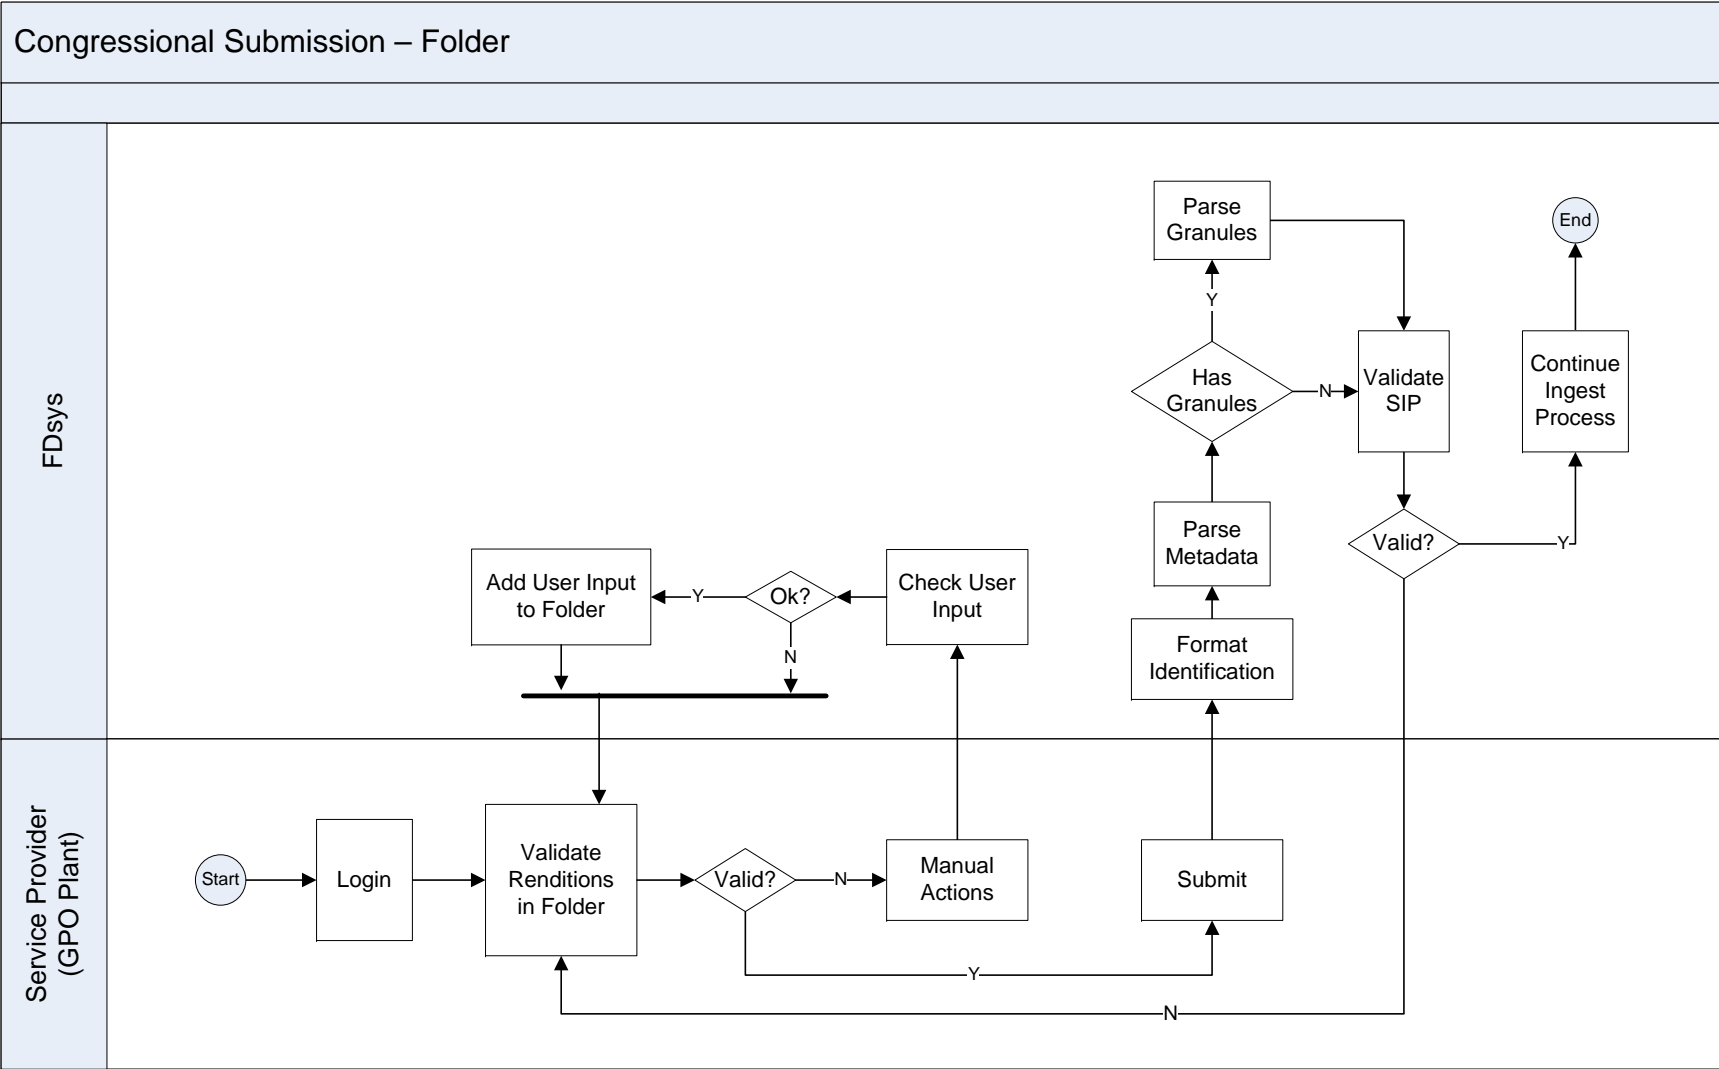 Congressional Submission – Folder
FDsys
Parse
Granules
End
Y
Has
Granules
N
Validate
SIP
Continue
Ingest
Process
Parse
Metadata
Valid?
Y
Add User Input
to Folder
Y
Ok?
Check User
Input
N
Format
Identification
Service Provider
(GPO Plant)
Start
Login
Validate
Renditions
in Folder
Valid?
N
Manual
Actions
Submit
Y
N